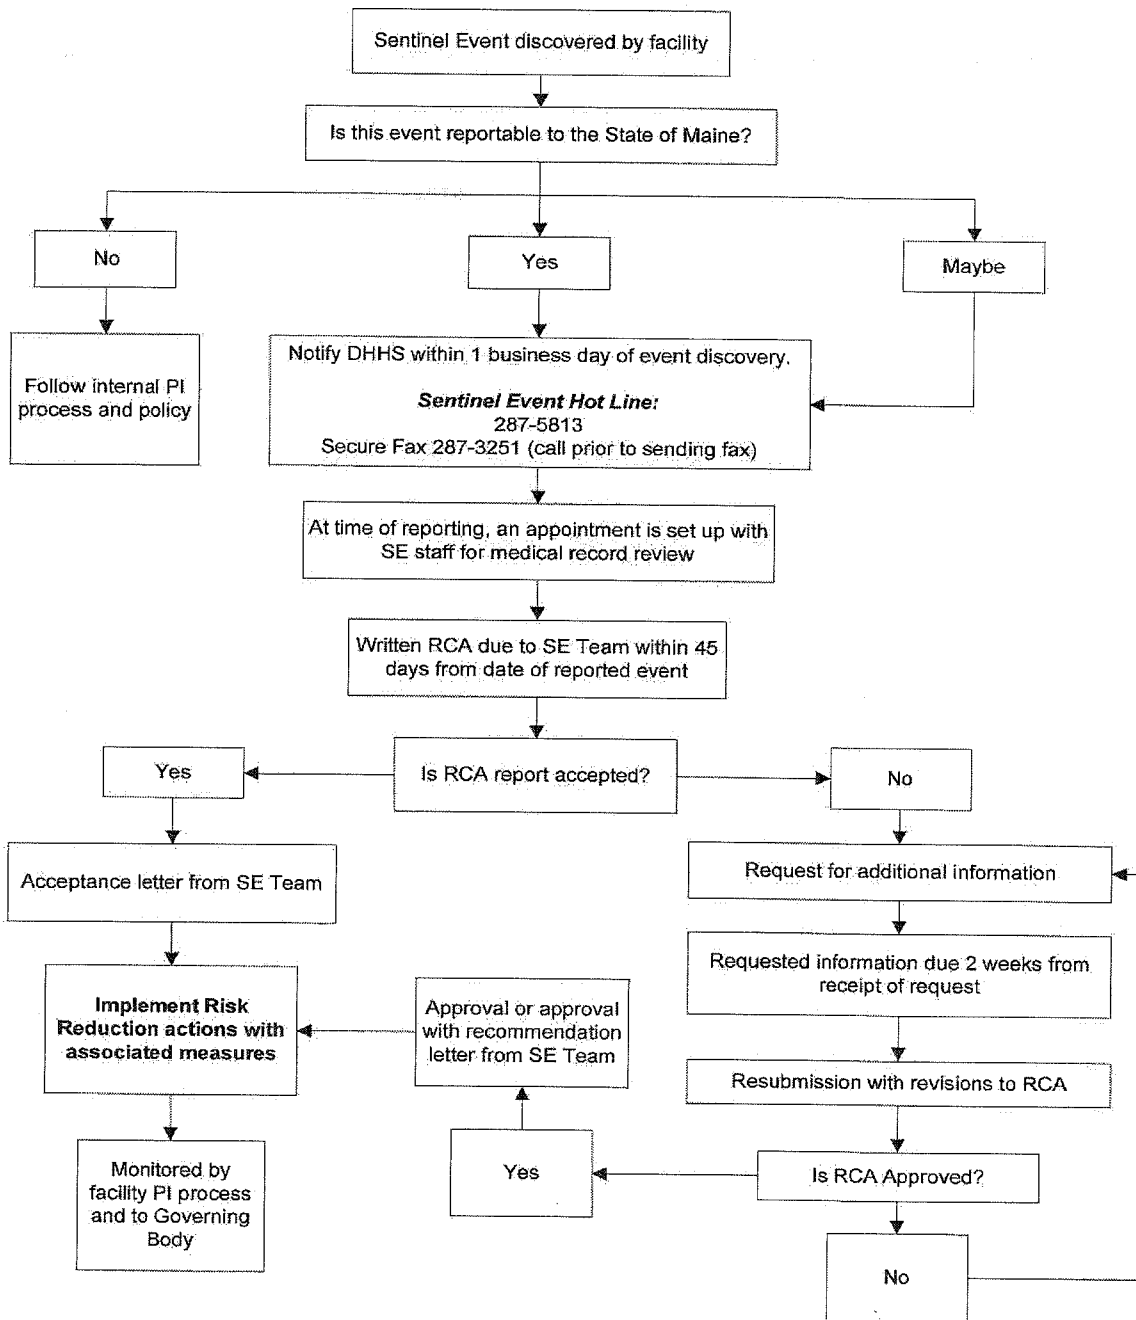 Sentinel Event discovered by facility
Is this event reportable to the State of Maine?
No
Yes
Maybe
Follow internal PI
process and policy
Notify DHHS within 1 business day of event discovery.
Sentinel Event Hot Line:
287-5813
Secure Fax 287-3251 (call prior to sending fax)
At time of reporting, an appointment is set up with
SE staff for medical record review
Written RCA due to SE Team within 45
days from date of reported event
Yes
Is RCA report accepted?
No
Acceptance letter from SE Team
Request for additional information
Implement Risk
Reduction actions with
associated measures
Approval or approval
with recommendation
letter from SE Team
Requested information due 2 weeks from
receipt of request
Resubmission with revisions to RCA
Monitored by
facility PI process
and to Governing
Body
Yes
Is RCA Approved?
No